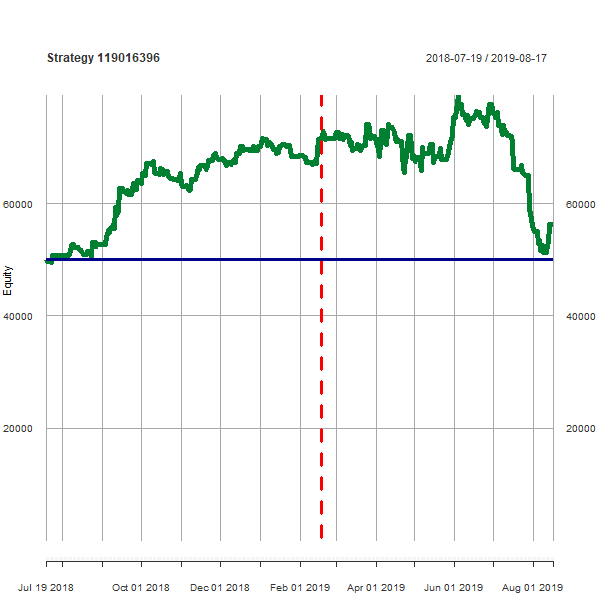 Strategy 119016396
2018-07-19 / 2019-08-17
60000
60000
Equity
40000
40000
20000
20000
Jul 19 2018
Oct 01 2018
Dec 01 2018
Feb 01 2019
Apr 01 2019
Jun 01 2019
Aug 01 2019